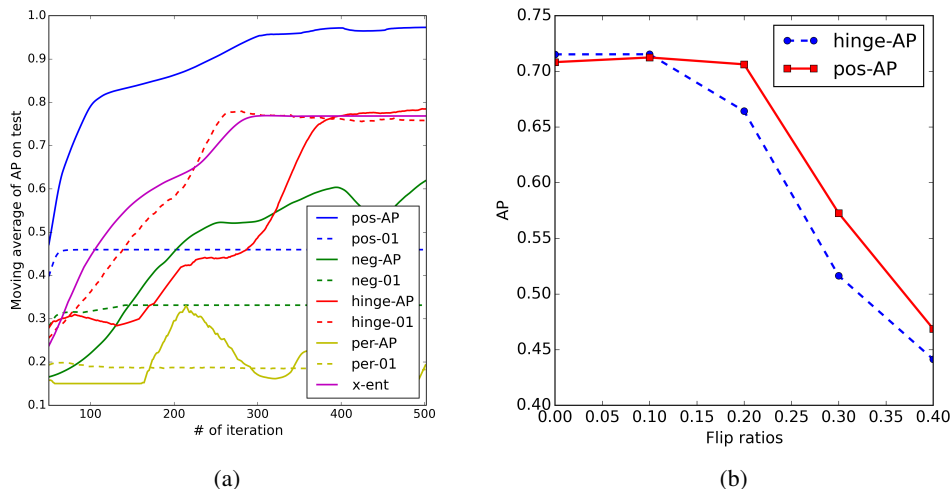 1.0
0.9
0.8
0.7
0.6
0.5
0.4
0.3
0.2
0.1
Moving average of AP on test
100 200 300 400 500
# of iteration
pos-AP
pos-01
neg-AP
neg-01
hinge-AP
hinge-01
per-AP
per-01
x-ent
(a)
0.75
0.70
0.65
0.60
0.55
0.50
0.45
0.40
AP
0.00 0.05 0.10 0.15 0.20 0.25 0.30 0.35 0.40
Flip ratios
hinge-AP
pos-AP
(b)